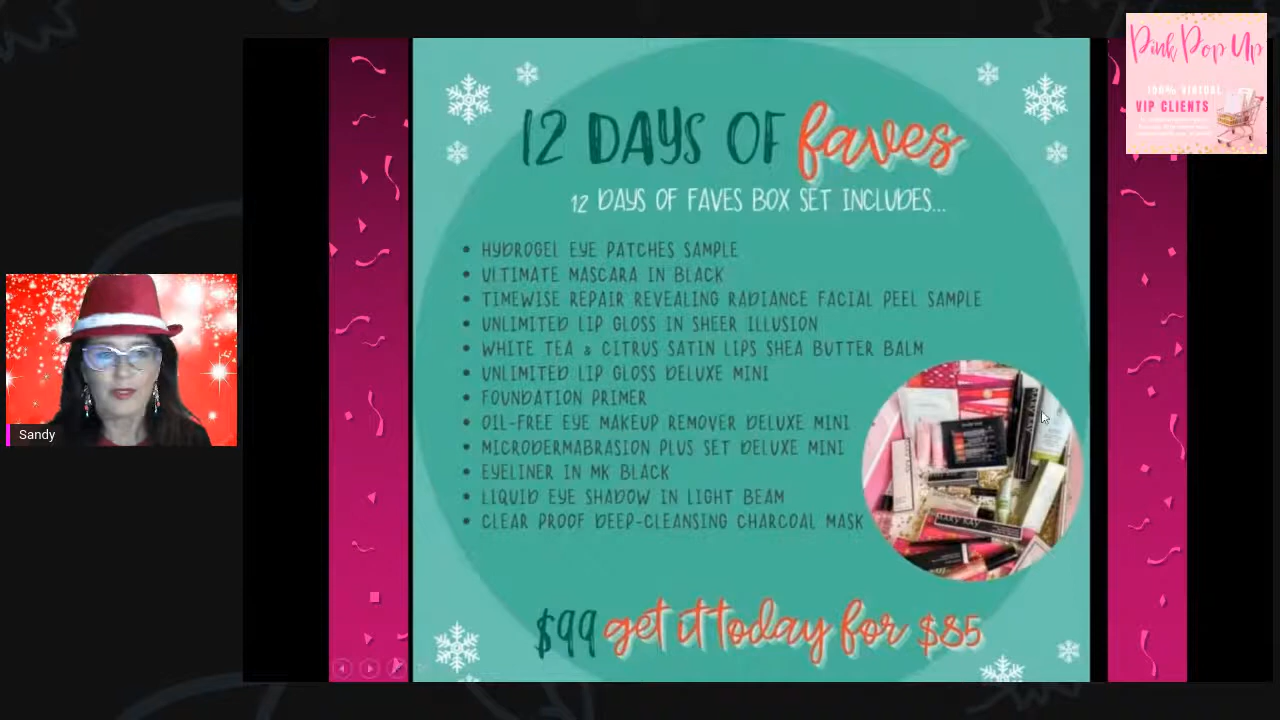 Pink Pop Up
100% VIRTUAL
VIP CLIENTS
12 DAYS OF faves
12 DAYS OF FAVES BOX SET INCLUDES...
• HYDROGEL EYE PATCHES SAMPLE
• ULTIMATE MASCARA IN BLACK
• TIMEWISE REPAIR REVEALING RADIANCE FACIAL PEEL SAMPLE
• UNLIMITED LIP GLOSS IN SHEER ILLUSION
• WHITE TEA & CITRUS SATIN LIPS SHEA BUTTER BALM
• UNLIMITED LIP GLOSS DELUXE MINI
• FOUNDATION PRIMER
• OIL-FREE EYE MAKEUP REMOVER DELUXE MINI
• MICRODERMABRASION PLUS SET DELUXE MINI
• EYELINER IN MK BLACK
• LIQUID EYE SHADOW IN LIGHT BEAM
• CLEAR PROOF DEEP-CLEANSING CHARCOAL MASK
MARY KAY
MARY KAY
$99 get it today for $85
Sandy